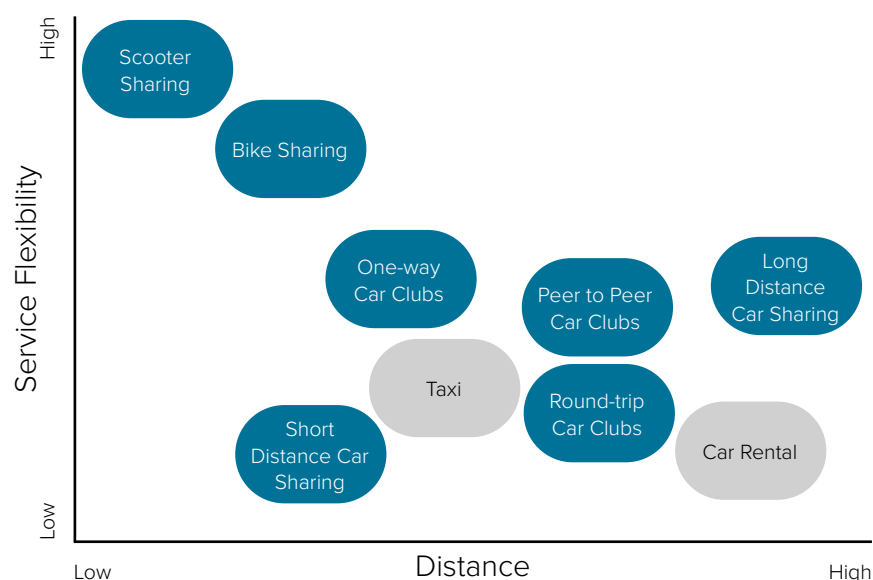 High
Service Flexibility
Low
Scooter
Sharing
Bike Sharing
One-way
Car Clubs
Peer to Peer
Car Clubs
Long
Distance
Car Sharing
Taxi
Round-trip
Car Clubs
Short
Distance Car
Sharing
Car Rental
Low
Distance
High